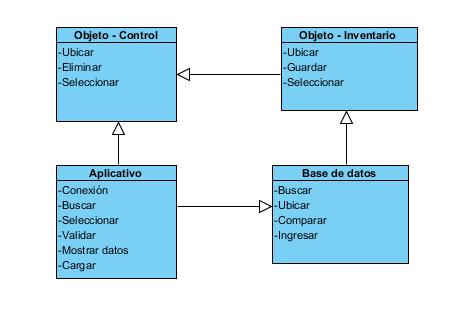 Objeto - Control
-Ubicar
-Eliminar
-Seleccionar
Objeto - Inventario
-Ubicar
-Guardar
-Seleccionar
Aplicativo
-Conexión
-Buscar
-Seleccionar
-Validar
-Mostrar datos
-Cargar
Base de datos
-Buscar
-Ubicar
-Comparar
-Ingresar